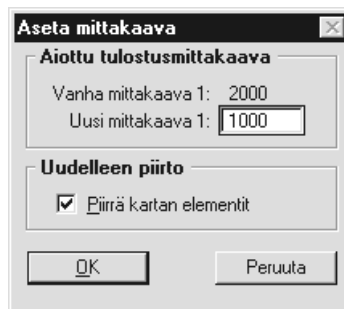 Aseta mittakaava
Aiottu tulostusmittakaava
Vanha mittakaava 1: 2000
Uusi mittakaava 1: 1000
Uudelleen piirto
Piirrä kartan elementit
OK Peruuta